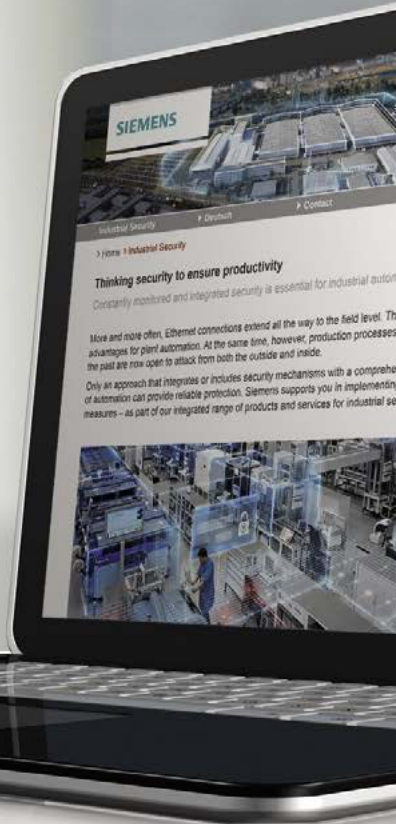 SIEMENS
Industrial Security
› Deutsch
› Contact
› Home › Industrial Security
Thinking security to ensure productivity
Constantly monitored and integrated security is essential for industrial autom
More and more often, Ethernet connections extend all the way to the field level. Th
advantages for plant automation. At the same time, however, production processes
the past are now open to attack from both the outside and inside.
Only an approach that integrates or includes security mechanisms with a comprehe
of automation can provide reliable protection. Siemens supports you in implementing
measures – as part of our integrated range of products and services for industrial se